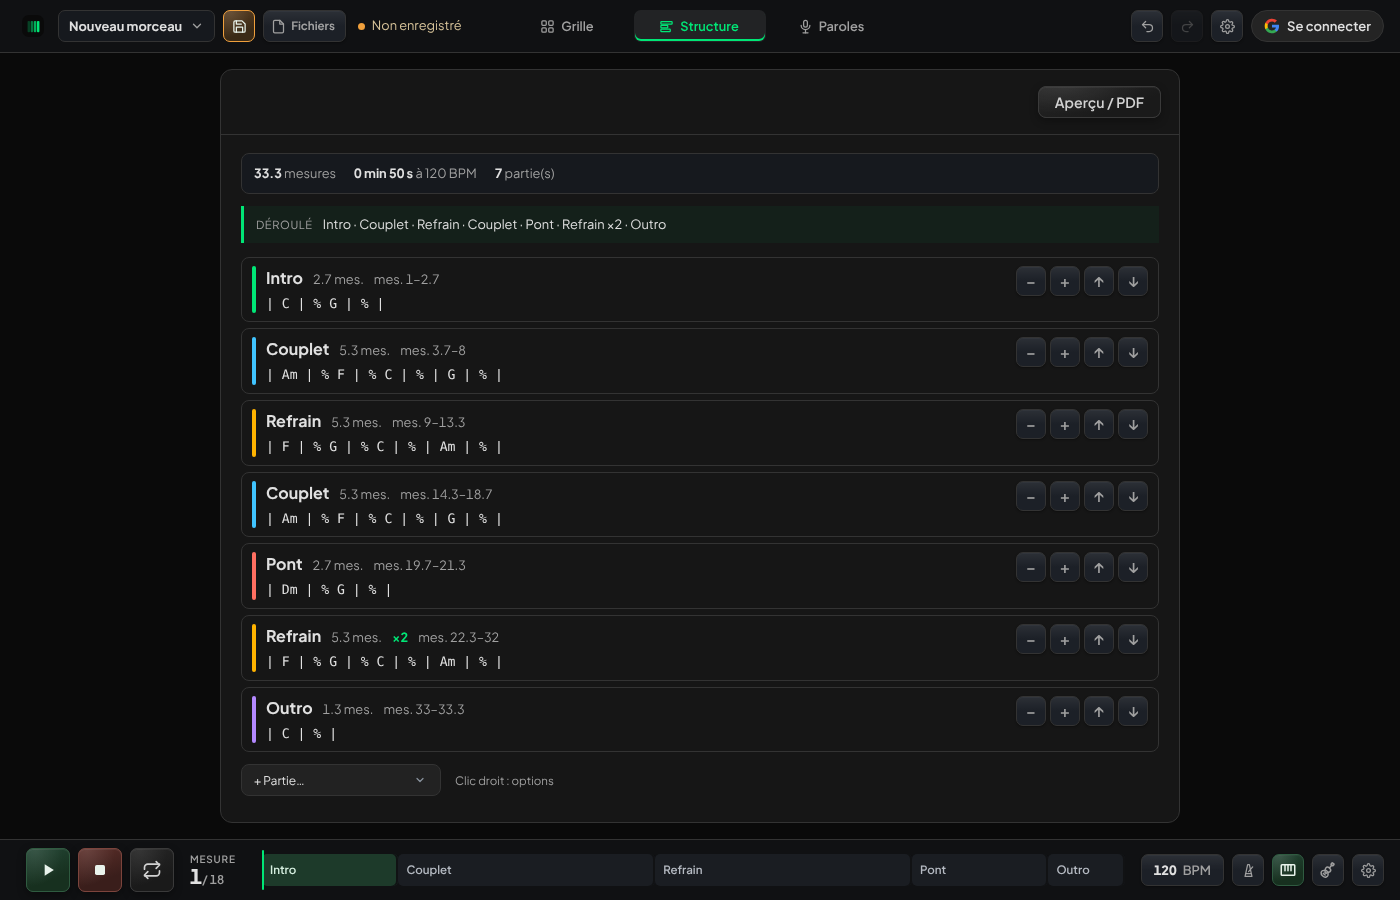 Nouveau morceau Fichiers Non enregistré Grille Structure Paroles Se connecter
Aperçu / PDF
33.3 mesures 0 min 50 s à 120 BPM 7 partie(s)
DÉROULÉ Intro · Couplet · Refrain · Couplet · Pont · Refrain ×2 · Outro
Intro 2.7 mes. mes. 1–2.7
| C | % G | % |
Couplet 5.3 mes. mes. 3.7–8
| Am | % F | % C | % | G | % |
Refrain 5.3 mes. mes. 9–13.3
| F | % G | % C | % | Am | % |
Couplet 5.3 mes. mes. 14.3–18.7
| Am | % F | % C | % | G | % |
Pont 2.7 mes. mes. 19.7–21.3
| Dm | % G | % |
Refrain 5.3 mes. ×2 mes. 22.3–32
| F | % G | % C | % | Am | % |
Outro 1.3 mes. mes. 33–33.3
| C | % |
+ Partie… Clic droit : options
MESURE
1/18 Intro Couplet Refrain Pont Outro 120 BPM